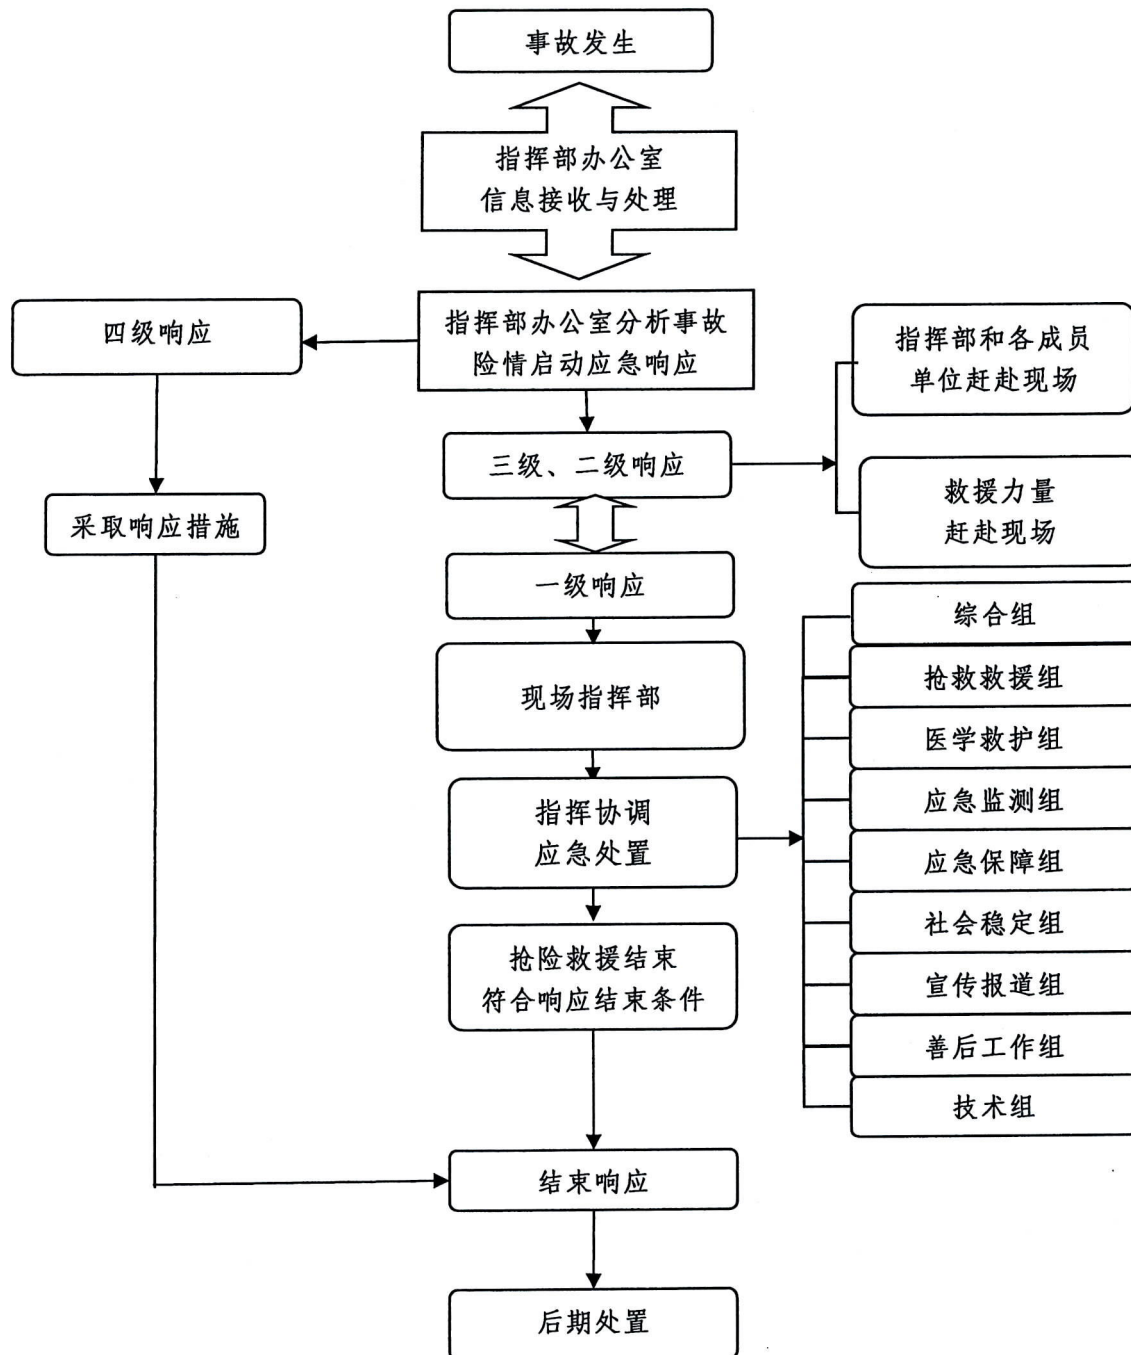 事故发生
指挥部办公室
信息接收与处理
四级响应
指挥部办公室分析事故
险情启动应急响应
指挥部和各成员
单位赶赴现场
三级、二级响应
采取响应措施
救援力量
赶赴现场
一级响应
综合组
现场指挥部
抢救救援组
医学救护组
指挥协调
应急处置
应急监测组
应急保障组
抢险救援结束
符合响应结束条件
社会稳定组
宣传报道组
善后工作组
技术组
结束响应
后期处置